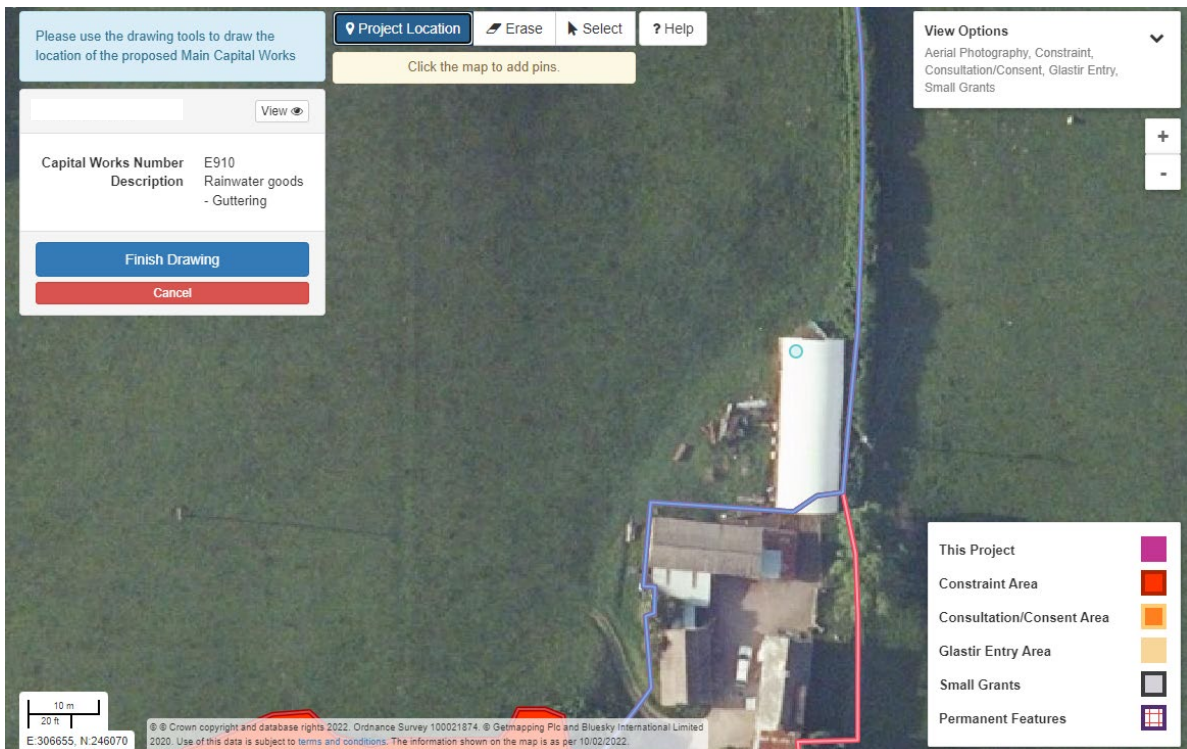 Please use the drawing tools to draw the
location of the proposed Main Capital Works
Project Location
Erase
Select
? Help
Click the map to add pins.
View Options
Aerial Photography, Constraint,
Consultation/Consent, Glastir Entry,
Small Grants
+
-
View
Capital Works Number E910
Description Rainwater goods
- Guttering
Finish Drawing
Cancel
This Project
Constraint Area
Consultation/Consent Area
Glastir Entry Area
Small Grants
Permanent Features
10 m
20 ft
E:306655, N:246070
© © Crown copyright and database rights 2022. Ordnance Survey 100021874. © Getmapping Plc and Bluesky International Limited
2020. Use of this data is subject to terms and conditions. The information shown on the map is as per 10/02/2022.